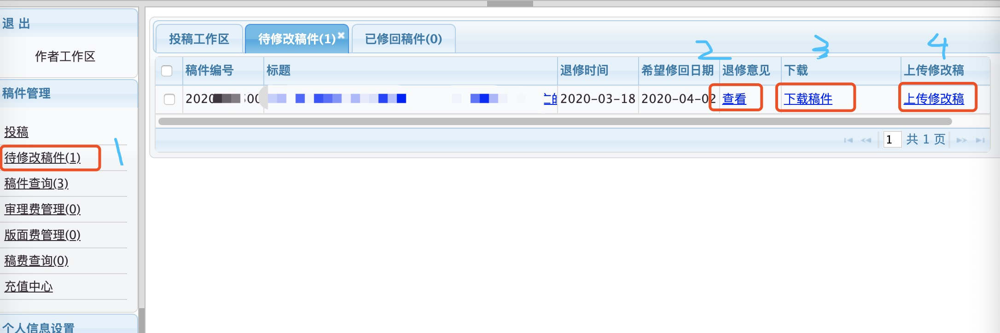 退 出
作者工作区
稿件管理
投稿
待修改稿件(1)
1
稿件查询(3)
审理费管理(0)
版面费管理(0)
稿费查询(0)
充值中心
个人信息设置
投稿工作区 待修改稿件(1) 已修回稿件(0)
2 3 4
稿件编号 标题 退修时间 希望修回日期 退修意见 下载 上传修改稿
2020 00 的 2020-03-18 2020-04-02 查看 下载稿件 上传修改稿
1 共 1 页